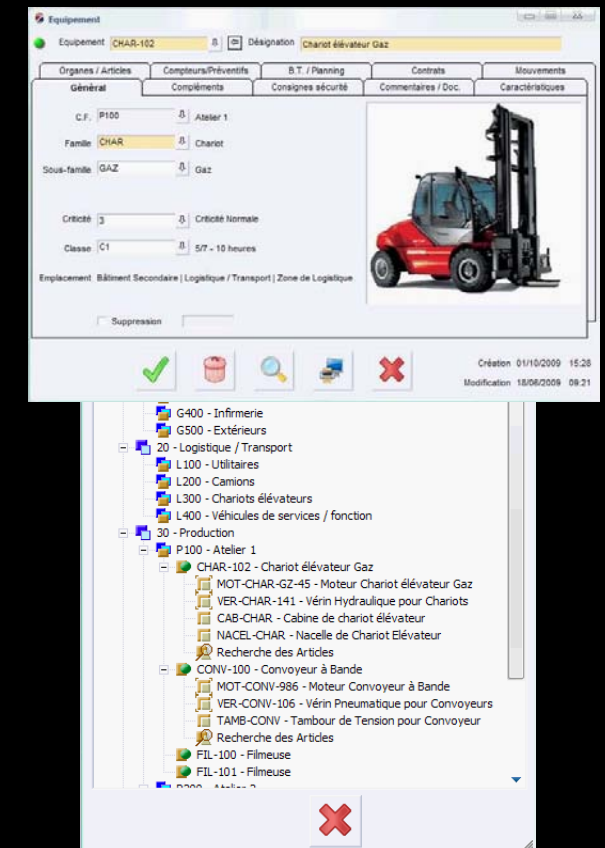 Equipement
Equipement CHAR-102 Désignation Chariot élévateur Gaz
Organes / Articles Compteurs/Préventifs B.T. / Planning Contrats Mouvements
Général Compléments Consignes sécurité Commentaires / Doc. Caractéristiques
C.F. P100 Atelier 1
Famille CHAR Chariot
Sous-famille GAZ Gaz
Criticité 3 Criticité Normale
Classe C1 5/7 - 10 heures
Emplacement Bâtiment Secondaire | Logistique / Transport | Zone de Logistique
Suppression
Création 01/10/2009 15:28
Modification 18/06/2009 09:21
G400 - Infirmerie
G500 - Extérieurs
20 - Logistique / Transport
L100 - Utilitaires
L200 - Camions
L300 - Chariots élévateurs
L400 - Véhicules de services / fonction
30 - Production
P100 - Atelier 1
CHAR-102 - Chariot élévateur Gaz
MOT-CHAR-GZ-45 - Moteur Chariot élévateur Gaz
VER-CHAR-141 - Vérin Hydraulique pour Chariots
CAB-CHAR - Cabine de chariot élévateur
NACEL-CHAR - Nacelle de Chariot Elévateur
Recherche des Articles
CONV-100 - Convoyeur à Bande
MOT-CONV-986 - Moteur Convoyeur à Bande
VER-CONV-106 - Vérin Pneumatique pour Convoyeurs
TAMB-CONV - Tambour de Tension pour Convoyeur
Recherche des Articles
FIL-100 - Filmeuse
FIL-101 - Filmeuse